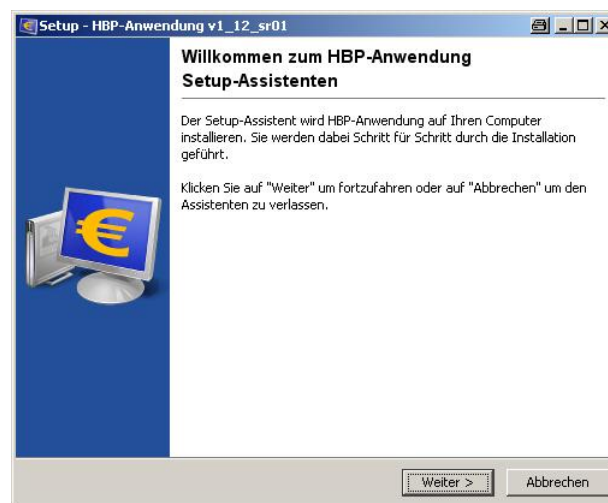 Setup - HBP-Anwendung v1_12_sr01
Willkommen zum HBP-Anwendung
Setup-Assistenten
Der Setup-Assistent wird HBP-Anwendung auf Ihren Computer
installieren. Sie werden dabei Schritt für Schritt durch die Installation
geführt.
Klicken Sie auf "Weiter" um fortzufahren oder auf "Abbrechen" um den
Assistenten zu verlassen.
€
Weiter >
Abbrechen